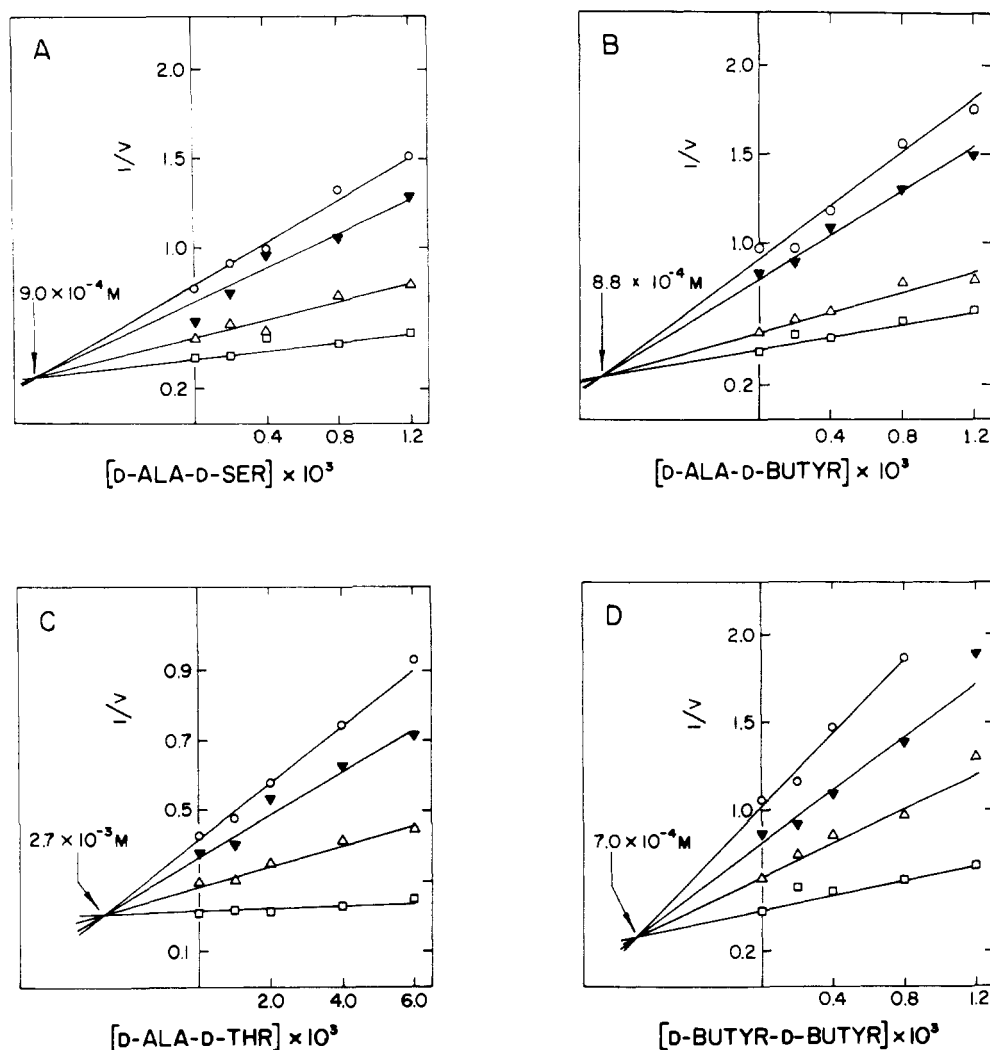 A
2.0
1/V
1.5
1.0
9.0 × 10⁻⁴ M
0.2
0.4 0.8 1.2
[D-ALA-D-SER] × 10³
B
2.0
1/V
1.5
1.0
8.8 × 10⁻⁴ M
0.2
0.4 0.8 1.2
[D-ALA-D-BUTYR] × 10³
C
0.9
1/V
0.7
0.5
2.7 × 10⁻³ M
0.1
2.0 4.0 6.0
[D-ALA-D-THR] × 10³
D
2.0
1/V
1.5
1.0
7.0 × 10⁻⁴ M
0.2
0.4 0.8 1.2
[D-BUTYR-D-BUTYR] × 10³